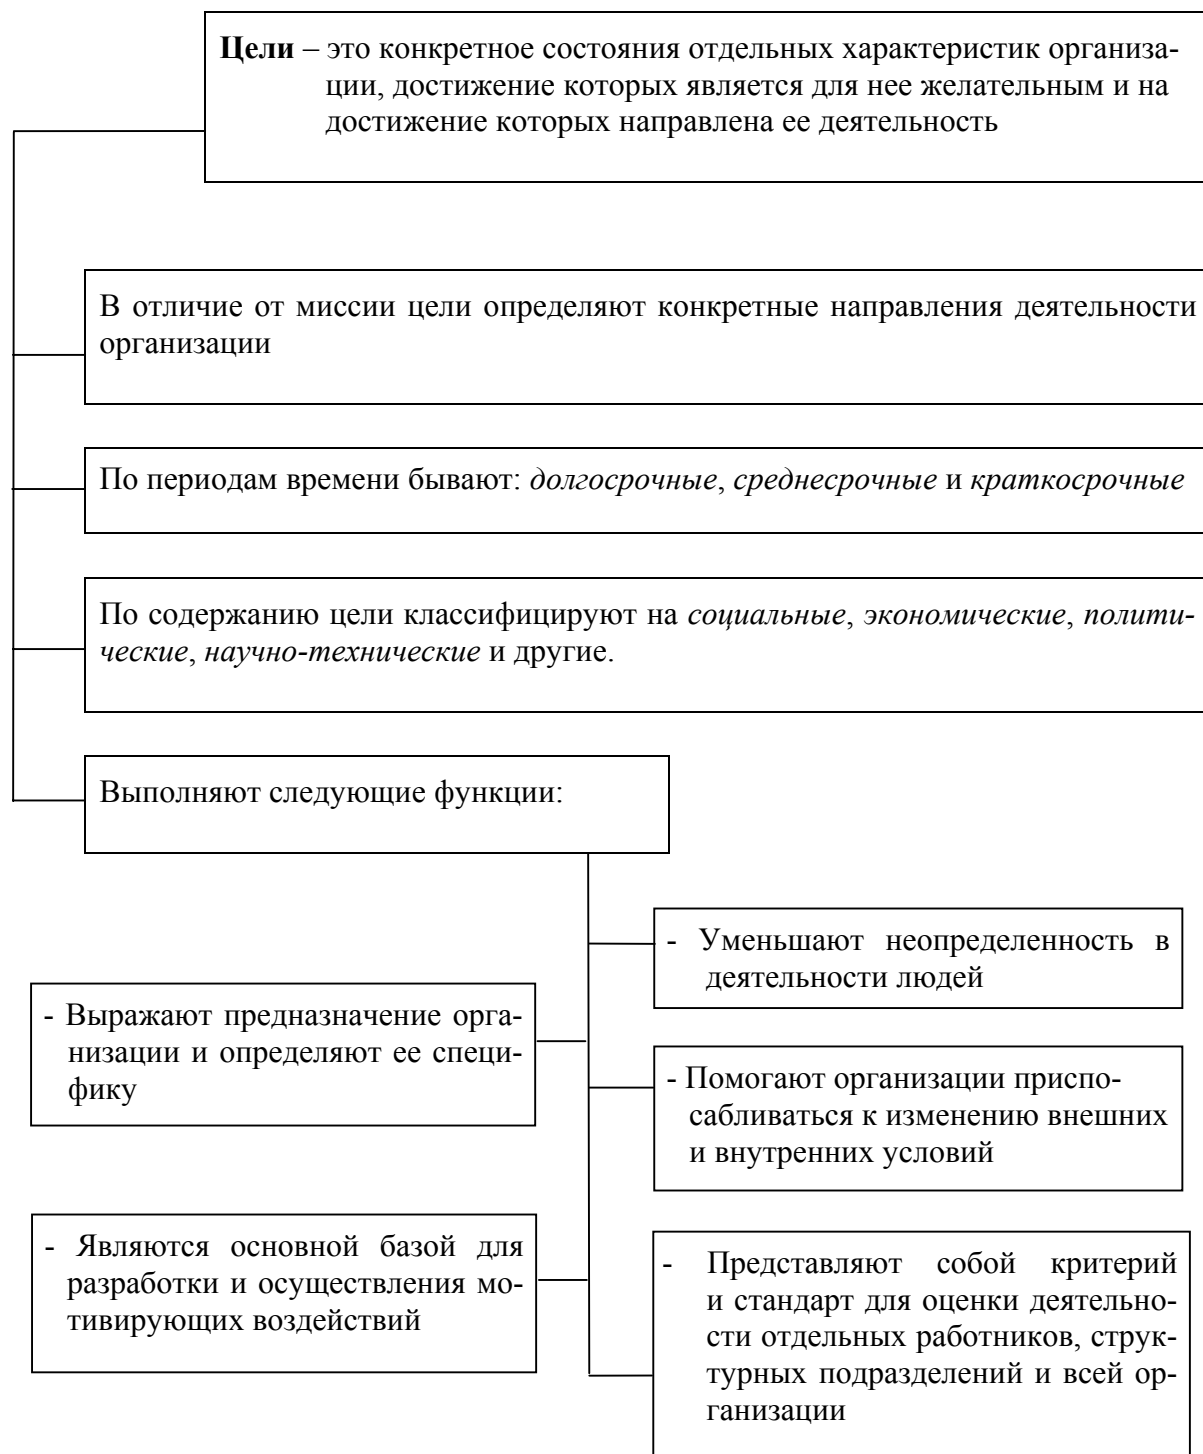 Цели – это конкретное состояния отдельных характеристик организа-
ции, достижение которых является для нее желательным и на
достижение которых направлена ее деятельность
В отличие от миссии цели определяют конкретные направления деятельности
организации
По периодам времени бывают: долгосрочные, среднесрочные и краткосрочные
По содержанию цели классифицируют на социальные, экономические, полити-
ческие, научно-технические и другие.
Выполняют следующие функции:
- Уменьшают неопределенность в
деятельности людей
- Выражают предназначение орга-
низации и определяют ее специ-
фику
- Помогают организации приспо-
сабливаться к изменению внешних
и внутренних условий
- Являются основной базой для
разработки и осуществления мо-
тивирующих воздействий
- Представляют собой критерий
и стандарт для оценки деятельно-
сти отдельных работников, струк-
турных подразделений и всей ор-
ганизации